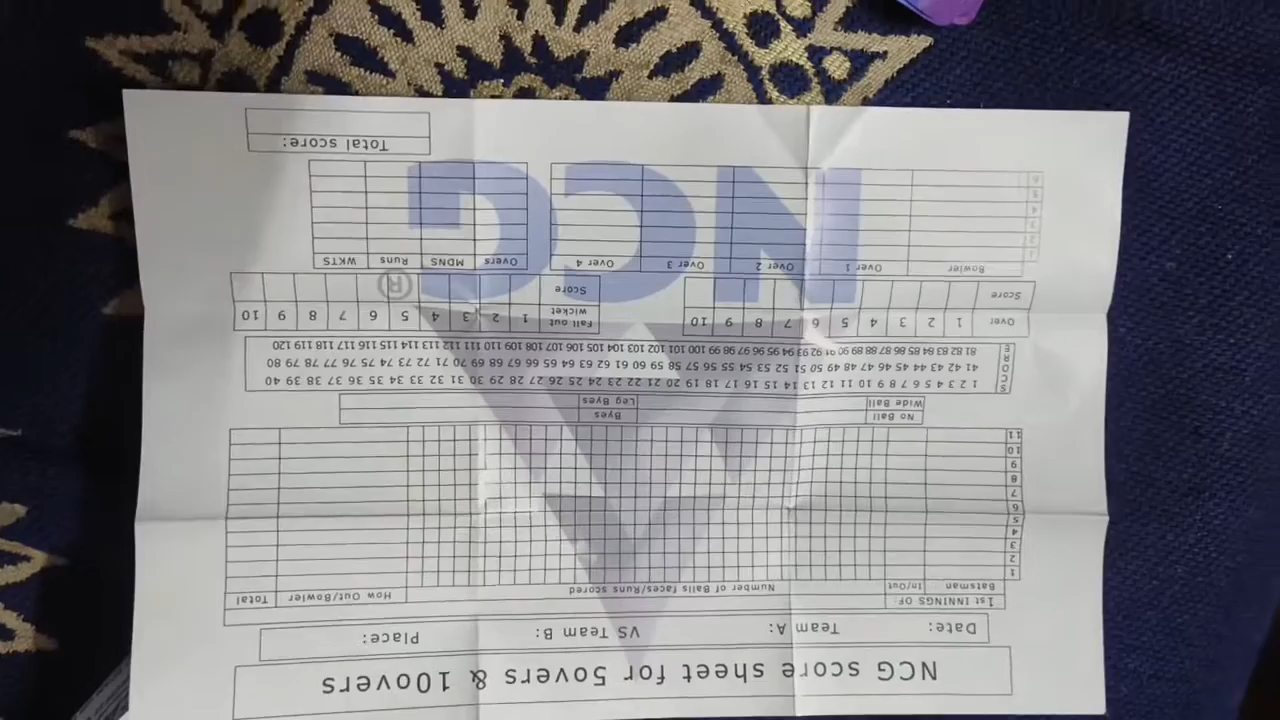 NCG score sheet for 5overs & 10overs
Date: Team A: VS Team B: Place:
1st INNINGS OF:
Batsman In/Out Number of Balls faces/Runs scored How Out/Bowler Total
1
2
3
4
5
6
7
8
9
10
11
No Ball Byes
Wide Ball Leg Byes
SCORE
1 2 3 4 5 6 7 8 9 10 11 12 13 14 15 16 17 18 19 20 21 22 23 24 25 26 27 28 29 30 31 32 33 34 35 36 37 38 39 40
41 42 43 44 45 46 47 48 49 50 51 52 53 54 55 56 57 58 59 60 61 62 63 64 65 66 67 68 69 70 71 72 73 74 75 76 77 78 79 80
81 82 83 84 85 86 87 88 89 90 91 92 93 94 95 96 97 98 99 100 101 102 103 104 105 106 107 108 109 110 111 112 113 114 115 116 117 118 119 120
Over 1 2 3 4 5 6 7 8 9 10 Fall out wicket 1 2 3 4 5 6 7 8 9 10
Score Score
NCG®
Bowler Over 1 Over 2 Over 3 Over 4 Overs MDNS Runs WKTS
1
2
3
4
5
6
Total score: